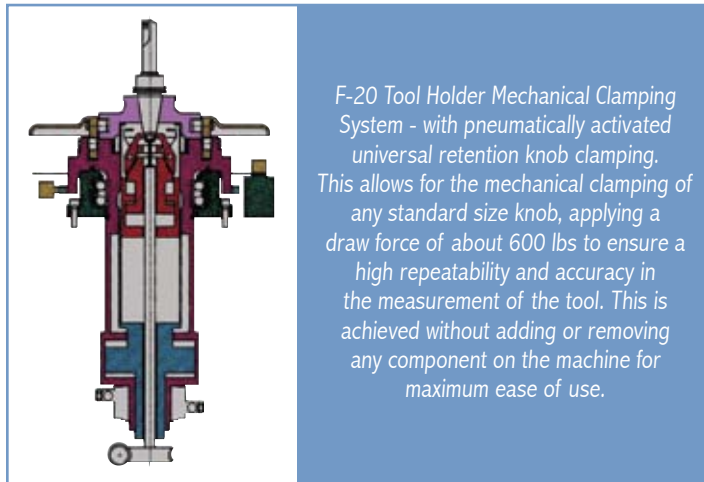 F-20 Tool Holder Mechanical Clamping
System - with pneumatically activated
universal retention knob clamping.
This allows for the mechanical clamping of
any standard size knob, applying a
draw force of about 600 lbs to ensure a
high repeatability and accuracy in
the measurement of the tool. This is
achieved without adding or removing
any component on the machine for
maximum ease of use.